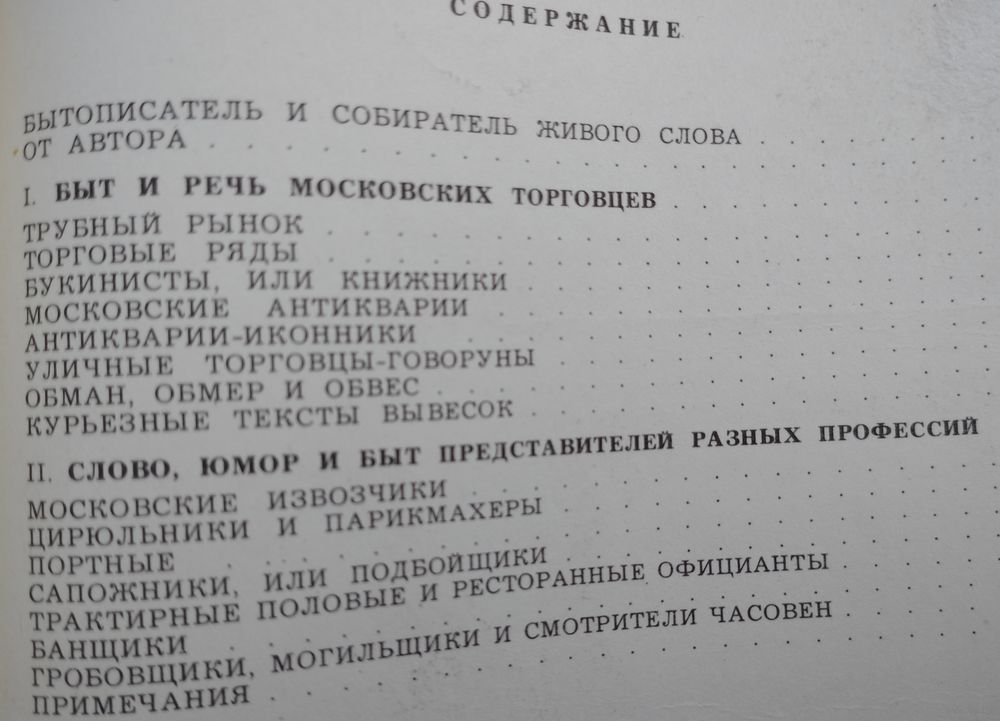 СОДЕРЖАНИЕ
БЫТОПИСАТЕЛЬ И СОБИРАТЕЛЬ ЖИВОГО СЛОВА
ОТ АВТОРА
I. БЫТ И РЕЧЬ МОСКОВСКИХ ТОРГОВЦЕВ
ТРУБНЫЙ РЫНОК
ТОРГОВЫЕ РЯДЫ
БУКИНИСТЫ, ИЛИ КНИЖНИКИ
МОСКОВСКИЕ АНТИКВАРИИ
АНТИКВАРИИ-ИКОННИКИ
УЛИЧНЫЕ ТОРГОВЦЫ-ГОВОРУНЫ
ОБМАН, ОБМЕР И ОБВЕС
КУРЬЕЗНЫЕ ТЕКСТЫ ВЫВЕСОК
II. СЛОВО, ЮМОР И БЫТ ПРЕДСТАВИТЕЛЕЙ РАЗНЫХ ПРОФЕССИЙ
МОСКОВСКИЕ ИЗВОЗЧИКИ
ЦИРЮЛЬНИКИ И ПАРИКМАХЕРЫ
ПОРТНЫЕ
САПОЖНИКИ, ИЛИ ПОДБОЙЩИКИ
ТРАКТИРНЫЕ ПОЛОВЫЕ И РЕСТОРАННЫЕ ОФИЦИАНТЫ
БАНЩИКИ
ГРОБОВЩИКИ, МОГИЛЬЩИКИ И СМОТРИТЕЛИ ЧАСОВЕН
ПРИМЕЧАНИЯ